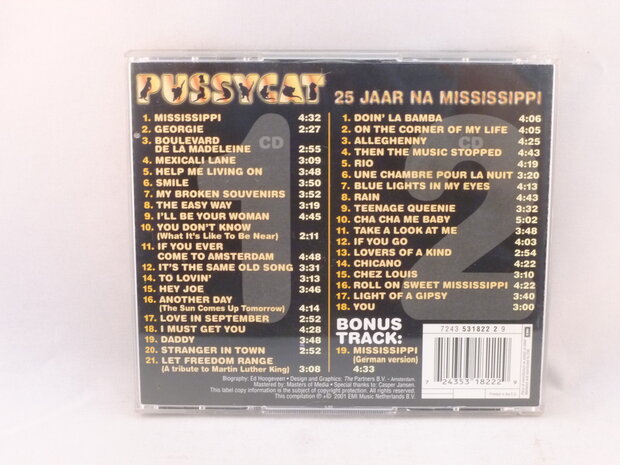 PUSSYCAT 25 JAAR NA MISSISSIPPI
CD 1
1. MISSISSIPPI 4:32
2. GEORGIE 2:27
3. BOULEVARD
DE LA MADELEINE 2:55
4. MEXICALI LANE 3:09
5. HELP ME LIVING ON 3:48
6. SMILE 3:50
7. MY BROKEN SOUVENIRS 3:52
8. THE EASY WAY 3:19
9. I'LL BE YOUR WOMAN 4:45
10. YOU DON'T KNOW
(What It's Like To Be Near) 2:11
11. IF YOU EVER
COME TO AMSTERDAM 4:48
12. IT'S THE SAME OLD SONG 3:31
14. TO LOVIN' 3:13
15. HEY JOE 3:46
16. ANOTHER DAY
(The Sun Comes Up Tomorrow) 4:14
17. LOVE IN SEPTEMBER 2:52
18. I MUST GET YOU 4:28
19. DADDY 3:48
20. STRANGER IN TOWN 2:52
21. LET FREEDOM RANGE
(A tribute to Martin Luther King) 3:08
CD 2
1. DOIN' LA BAMBA 4:06
2. ON THE CORNER OF MY LIFE 4:05
3. ALLEGHENNY 4:25
4. THEN THE MUSIC STOPPED 4:43
5. RIO 4:19
6. UNE CHAMBRE POUR LA NUIT 3:20
7. BLUE LIGHTS IN MY EYES 4:13
8. RAIN 4:43
9. TEENAGE QUEENIE 3:32
10. CHA CHA ME BABY 5:02
11. TAKE A LOOK AT ME 3:48
12. IF YOU GO 4:03
13. LOVERS OF A KIND 2:54
14. CHICANO 4:22
15. CHEZ LOUIS 3:10
16. ROLL ON SWEET MISSISSIPPI 4:22
17. LIGHT OF A GIPSY 3:40
18. YOU 3:00
BONUS
TRACK:
19. MISSISSIPPI
(German version)
4:33
7243 531822 2 9
7 24353 18222 9
Biography: Ed Hoogeveen • Design and Graphics: The Partners B.V. - Amsterdam.
Mastered by: Masters of Media • Special thanks to: Casper Jansen.
This label copy information is the subject of copyright protection. All rights reserved.
This compilation ℗ + © 2001 EMI Music Netherlands B.V.